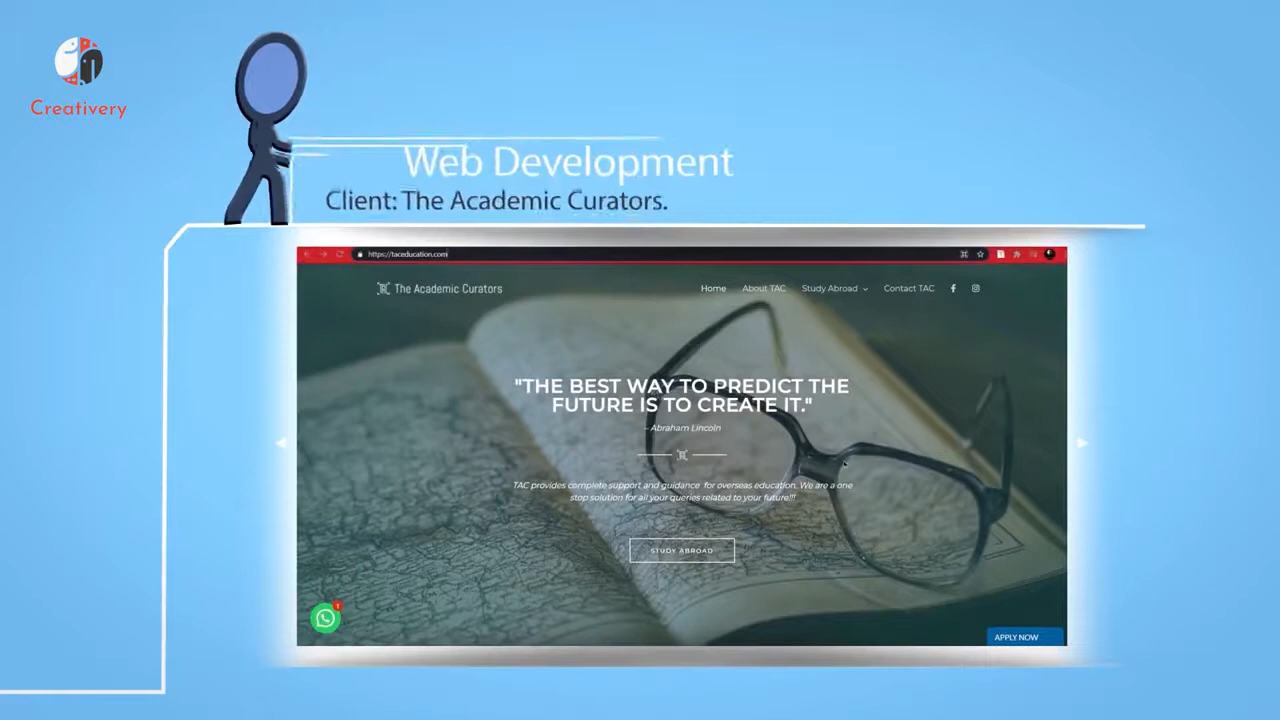 Creativery
Web Development
Client: The Academic Curators.
https://taceducation.com
The Academic Curators
Home About TAC Study Abroad Contact TAC
"THE BEST WAY TO PREDICT THE
FUTURE IS TO CREATE IT."
– Abraham Lincoln
TAC provides complete support and guidance for overseas education. We are a one
stop solution for all your queries related to your future!!!
STUDY ABROAD
1
APPLY NOW